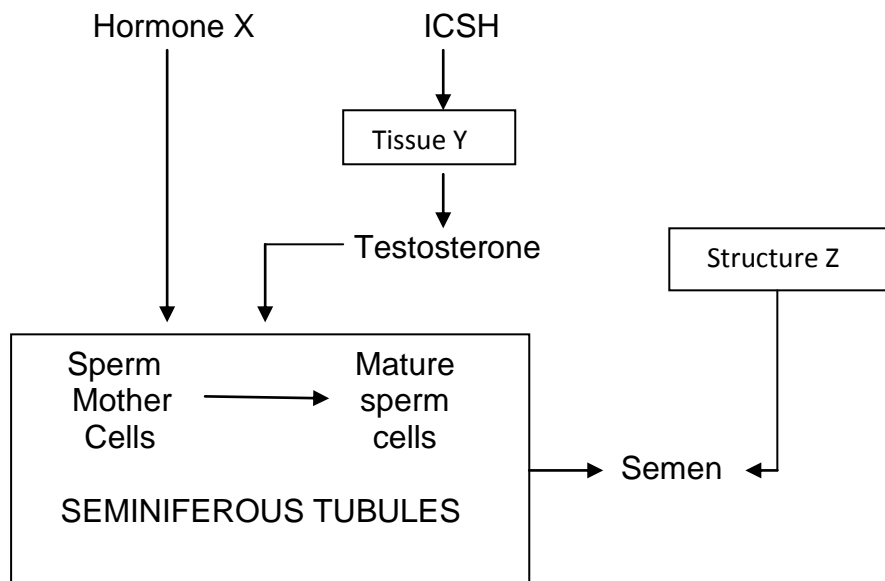 Hormone X
ICSH
Tissue Y
Testosterone
Structure Z
Sperm
Mother
Cells
Mature
sperm
cells
Semen
SEMINIFEROUS TUBULES